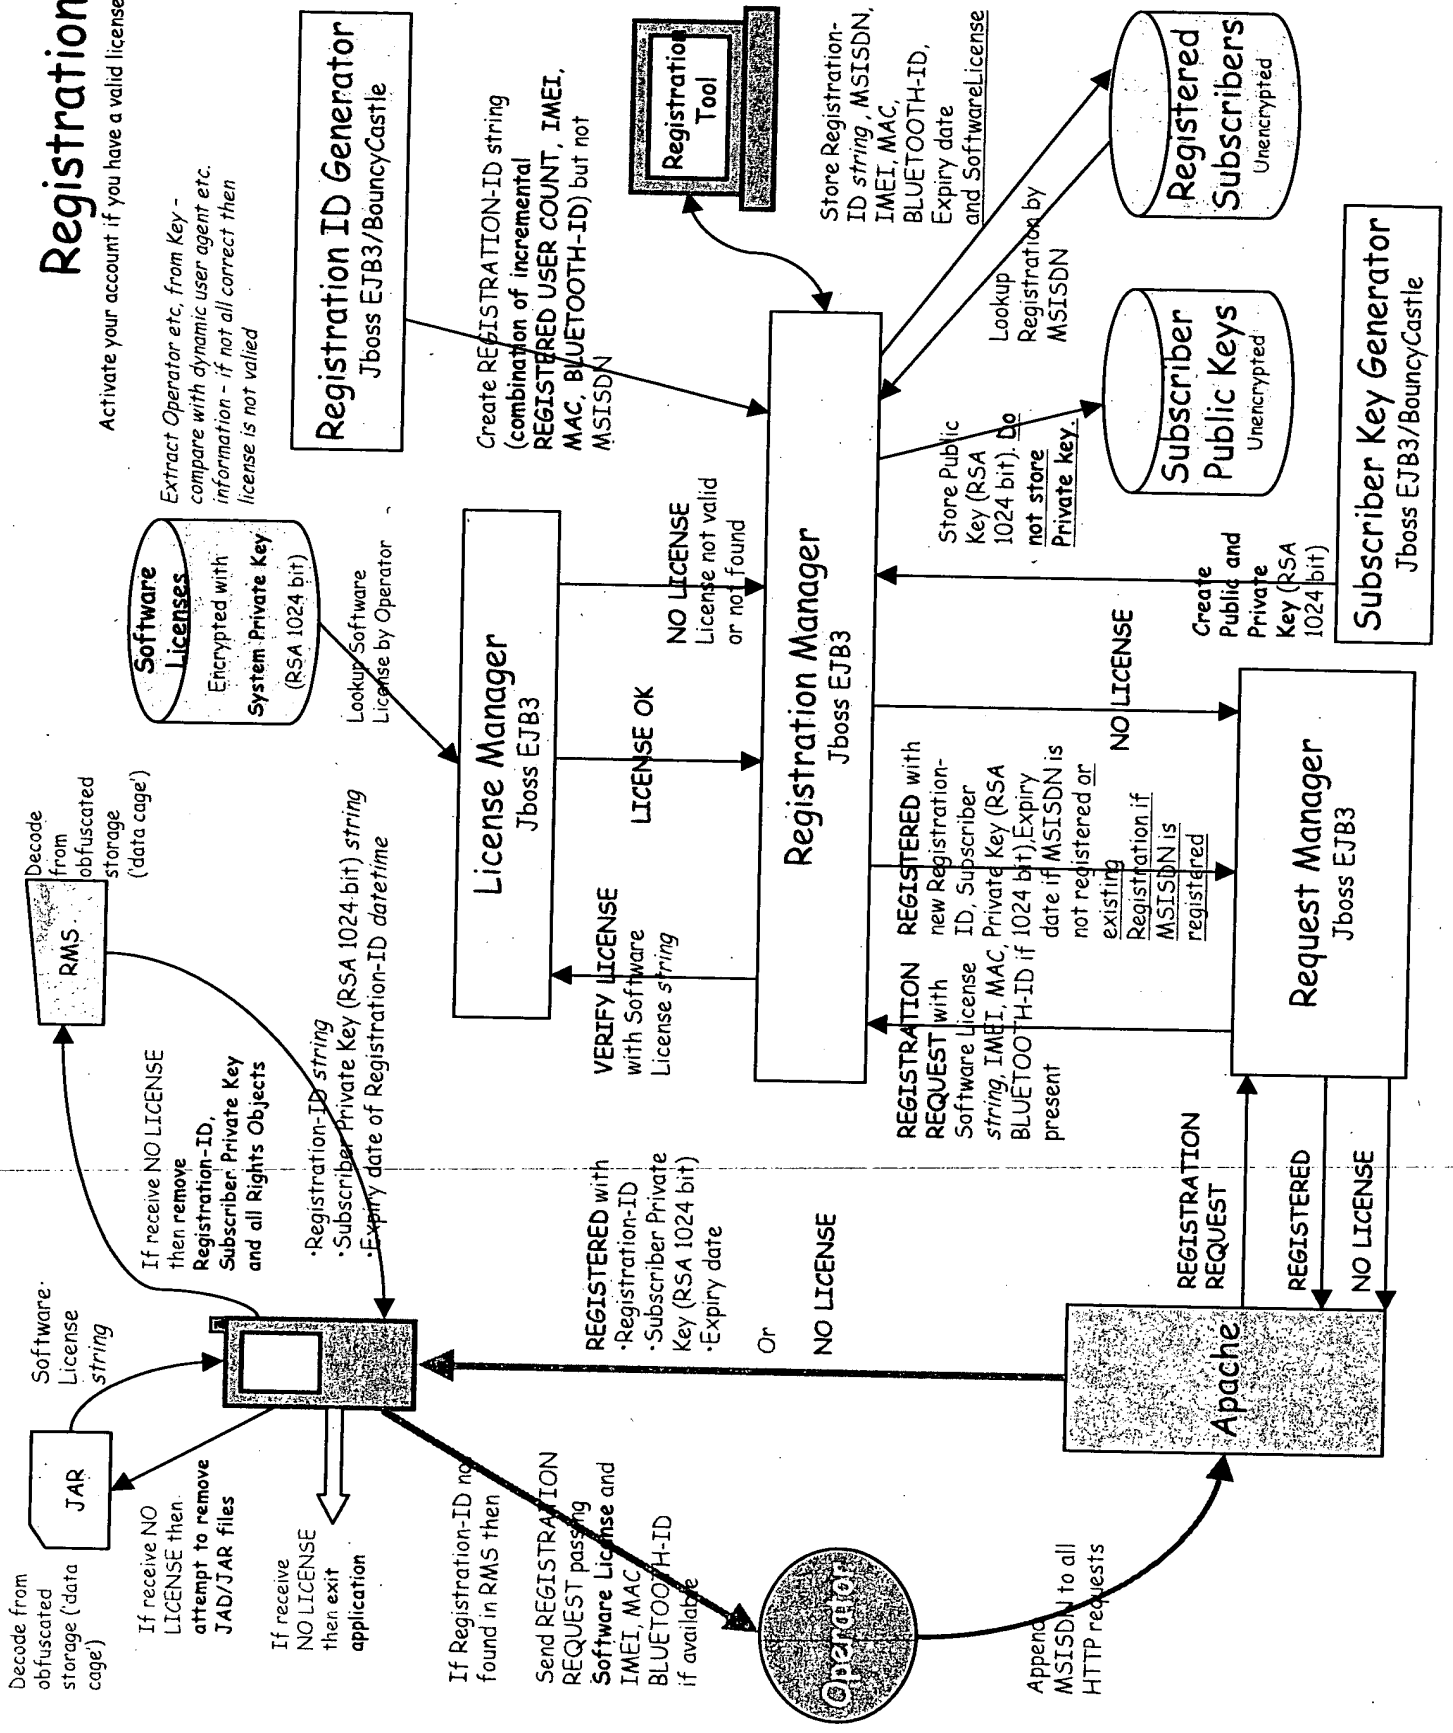 Registration
Activate your account if you have a valid license
Decode from
obfuscated
storage ('data
cage')
JAR
Software
License
string
If receive NO
LICENSE then
attempt to remove
JAD/JAR files
If receive
NO LICENSE
then exit
application
RMS
Decode
from
obfuscated
storage
('data cage')
If receive NO LICENSE
then remove
Registration-ID,
Subscriber Private Key
and all Rights Objects
·Registration-ID string
·Subscriber Private Key (RSA 1024 bit) string
·Expiry date of Registration-ID datetime
Software
Licenses
Encrypted with
System Private Key
(RSA 1024 bit)
Extract Operator etc, from Key -
compare with dynamic user agent etc.
information - if not all correct then
license is not valied
Lookup Software
License by Operator
Registration ID Generator
Jboss EJB3/BouncyCastle
If Registration-ID not
found in RMS then
Send REGISTRATION
REQUEST passing
Software License and
IMEI, MAC
BLUETOOTH-ID
if available
License Manager
Jboss EJB3
Create REGISTRATION-ID string
(combination of incremental
REGISTERED USER COUNT, IMEI,
MAC, BLUETOOTH-ID) but not
MSISDN
REGISTERED with
·Registration-ID
·Subscriber Private
Key (RSA 1024 bit)
·Expiry date
Or
NO LICENSE
VERIFY LICENSE
with Software
License string
LICENSE OK
NO LICENSE
License not valid
or not found
Registration
Tool
Operator
Registration Manager
Jboss EJB3
Store Registration-
ID string, MSISDN,
IMEI, MAC,
BLUETOOTH-ID,
Expiry date
and SoftwareLicense
Lookup
Registration by
MSISDN
Registered
Subscribers
Unencrypted
REGISTRATION
REQUEST with
Software License
string, IMEI, MAC,
BLUETOOTH-ID if
present
REGISTERED with
new Registration-
ID, Subscriber
Private Key (RSA
1024 bit),Expiry
date if MSISDN is
not registered or
existing
Registration if
MSISDN is
registered
NO LICENSE
Store Public
Key (RSA
1024 bit). Do
not store
Private key.
Subscriber
Public Keys
Unencrypted
Append
MSISDN to all
HTTP requests
Apache
REGISTRATION
REQUEST
REGISTERED
NO LICENSE
Request Manager
Jboss EJB3
Create
Public and
Private
Key (RSA
1024 bit)
Subscriber Key Generator
Jboss EJB3/BouncyCastle